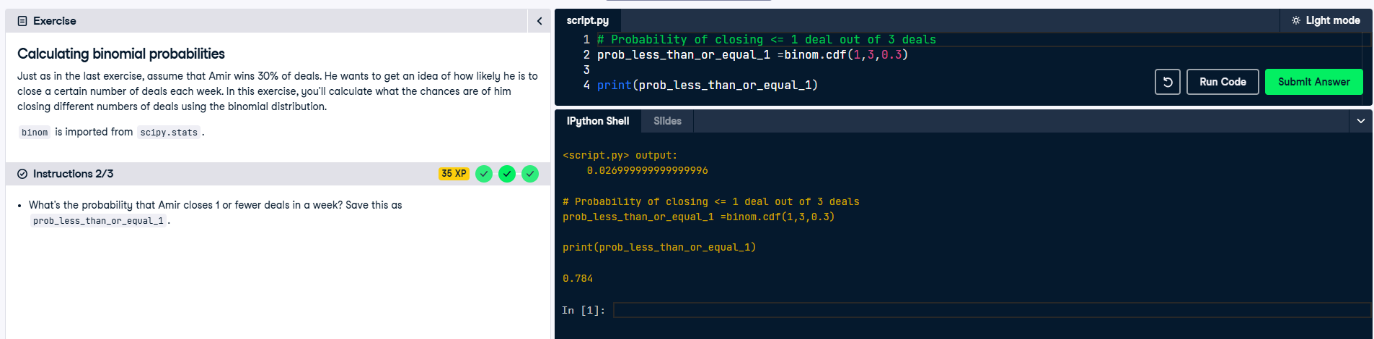 Exercise
Calculating binomial probabilities
Just as in the last exercise, assume that Amir wins 30% of deals. He wants to get an idea of how likely he is to
close a certain number of deals each week. In this exercise, you'll calculate what the chances are of him
closing different numbers of deals using the binomial distribution.
binom is imported from scipy.stats.
Instructions 2/3
35 XP
• What's the probability that Amir closes 1 or fewer deals in a week? Save this as
prob_less_than_or_equal_1.
script.py
Light mode
1 # Probability of closing <= 1 deal out of 3 deals
2 prob_less_than_or_equal_1 =binom.cdf(1,3,0.3)
3
4 print(prob_less_than_or_equal_1)
Run Code
Submit Answer
IPython Shell
Slides
<script.py> output:
0.026999999999999996
# Probability of closing <= 1 deal out of 3 deals
prob_less_than_or_equal_1 =binom.cdf(1,3,0.3)
print(prob_less_than_or_equal_1)
0.784
In [1]: